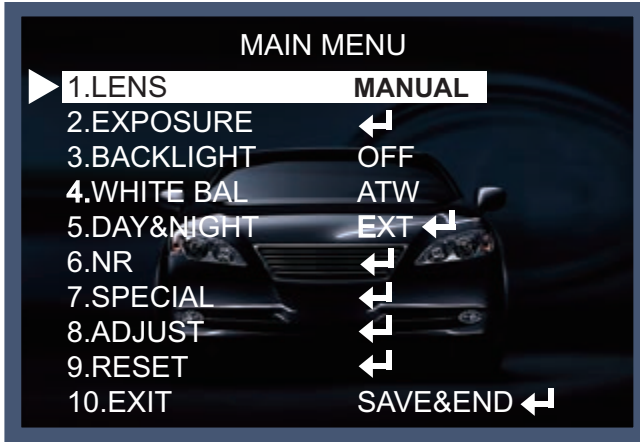 MAIN MENU
1.LENS MANUAL
2.EXPOSURE ↵
3.BACKLIGHT OFF
4.WHITE BAL ATW
5.DAY&NIGHT EXT ↵
6.NR ↵
7.SPECIAL ↵
8.ADJUST ↵
9.RESET ↵
10.EXIT SAVE&END ↵